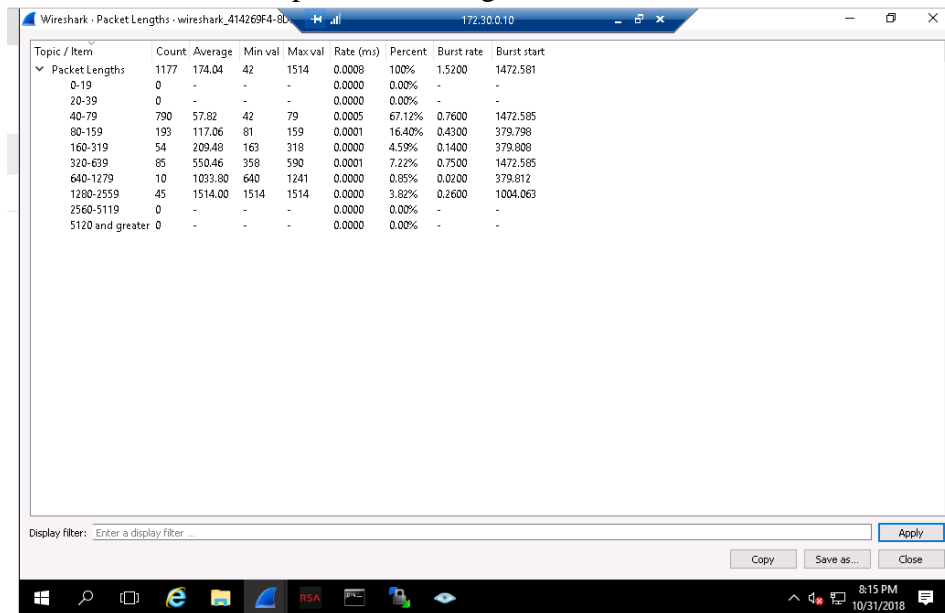 Wireshark · Packet Lengths · wireshark_414269F4-8D
172.30.0.10
Topic / Item Count Average Min val Max val Rate (ms) Percent Burst rate Burst start
Packet Lengths 1177 174.04 42 1514 0.0008 100% 1.5200 1472.581
0-19 0 - - - 0.0000 0.00% - -
20-39 0 - - - 0.0000 0.00% - -
40-79 790 57.82 42 79 0.0005 67.12% 0.7600 1472.585
80-159 193 117.06 81 159 0.0001 16.40% 0.4300 379.798
160-319 54 209.48 163 318 0.0000 4.59% 0.1400 379.808
320-639 85 550.46 358 590 0.0001 7.22% 0.7500 1472.585
640-1279 10 1033.80 640 1241 0.0000 0.85% 0.0200 379.812
1280-2559 45 1514.00 1514 1514 0.0000 3.82% 0.2600 1004.063
2560-5119 0 - - - 0.0000 0.00% - -
5120 and greater 0 - - - 0.0000 0.00% - -
Display filter: Enter a display filter ... Apply
Copy Save as... Close
RSA
8:15 PM
10/31/2018